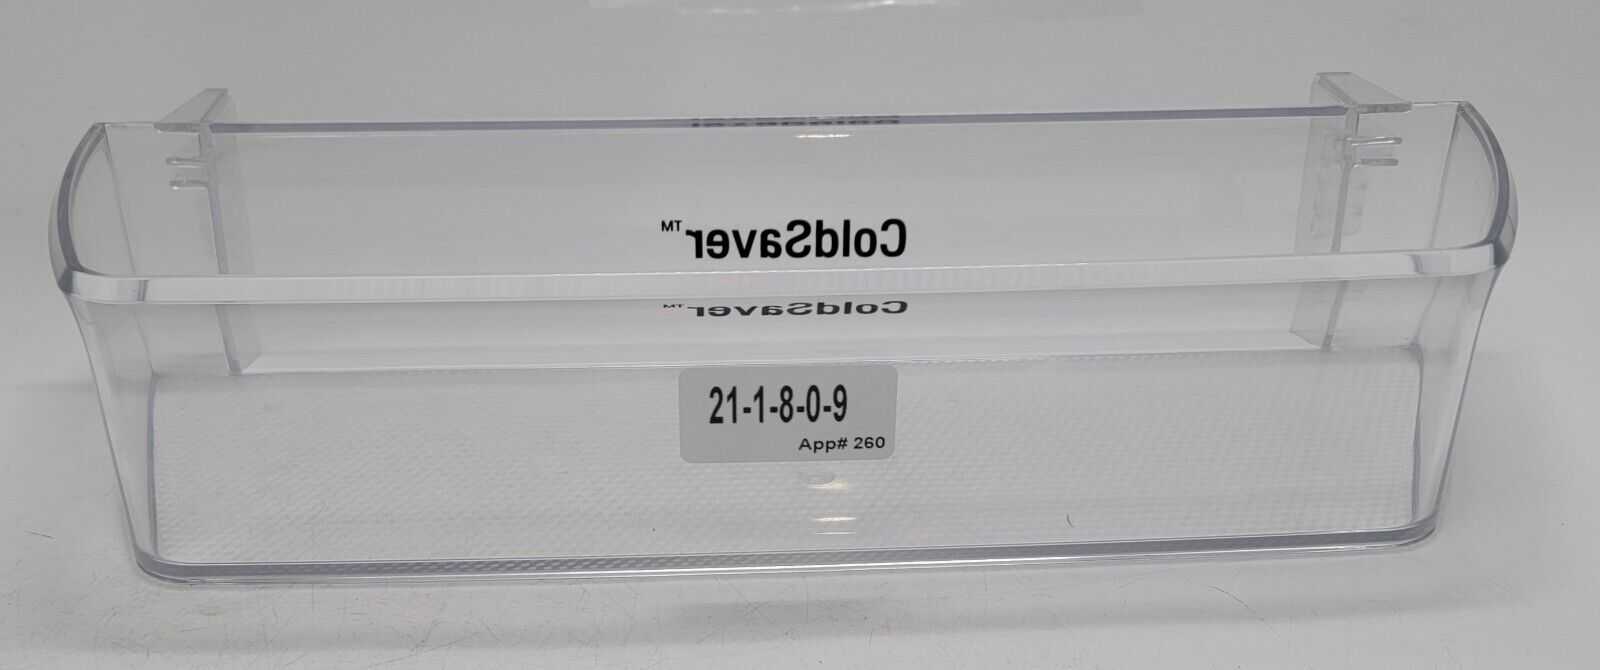 ColdSaver™
ColdSaver™
21-1-8-0-9
App# 260